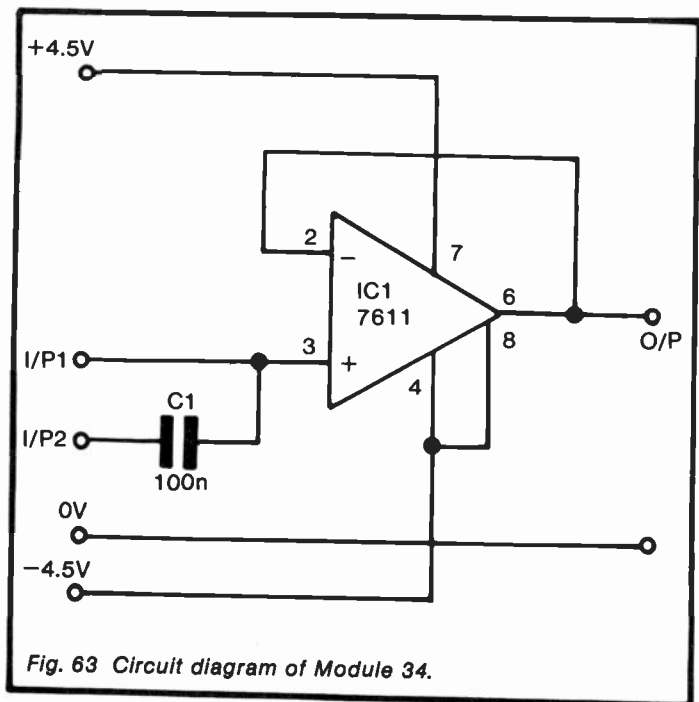 +4.5V
2
−
7
IC1
7611
6
8
O/P
I/P1
3
+
4
C1
I/P2
100n
0V
−4.5V
Fig. 63 Circuit diagram of Module 34.